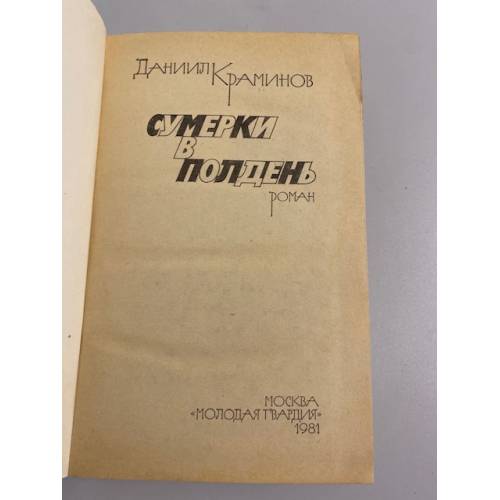 Даниил Краминов
СУМЕРКИ
В
ПОЛДЕНЬ
роман
МОСКВА
«МОЛОДАЯ ГВАРДИЯ»
1981